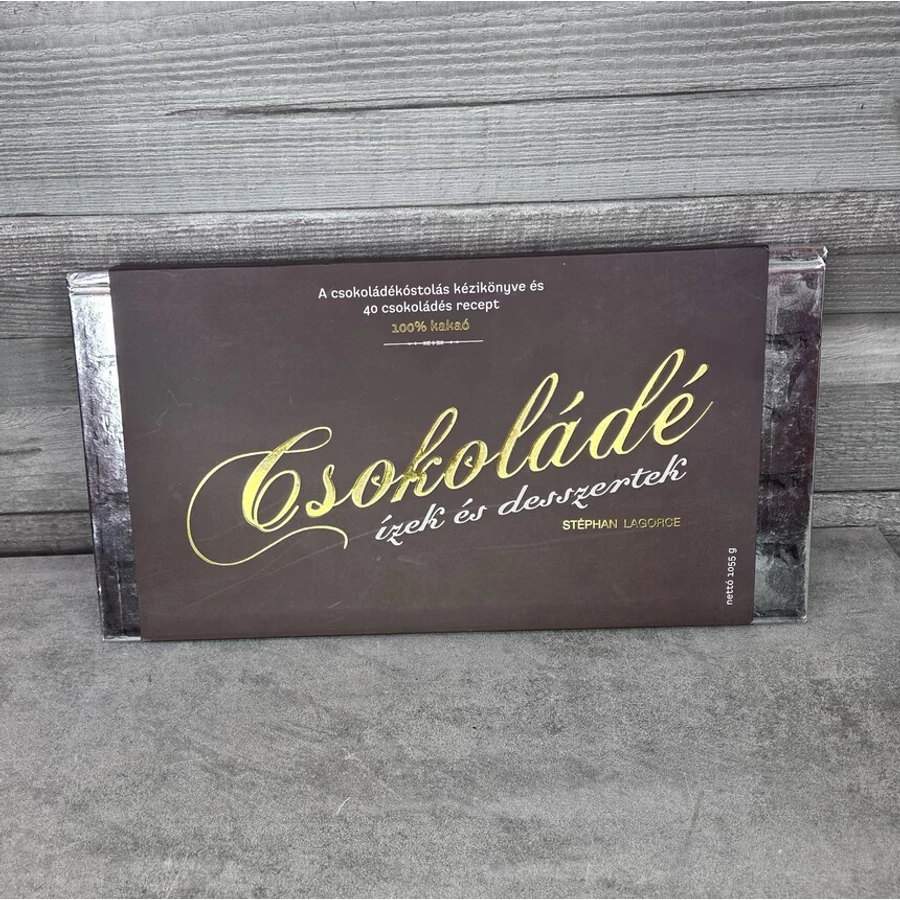 A csokoládékóstolás kézikönyve és
40 csokoládés recept
100% kakaó
Csokoládé
ízek és desszertek
STÉPHAN LAGORCE
nettó 1055 g